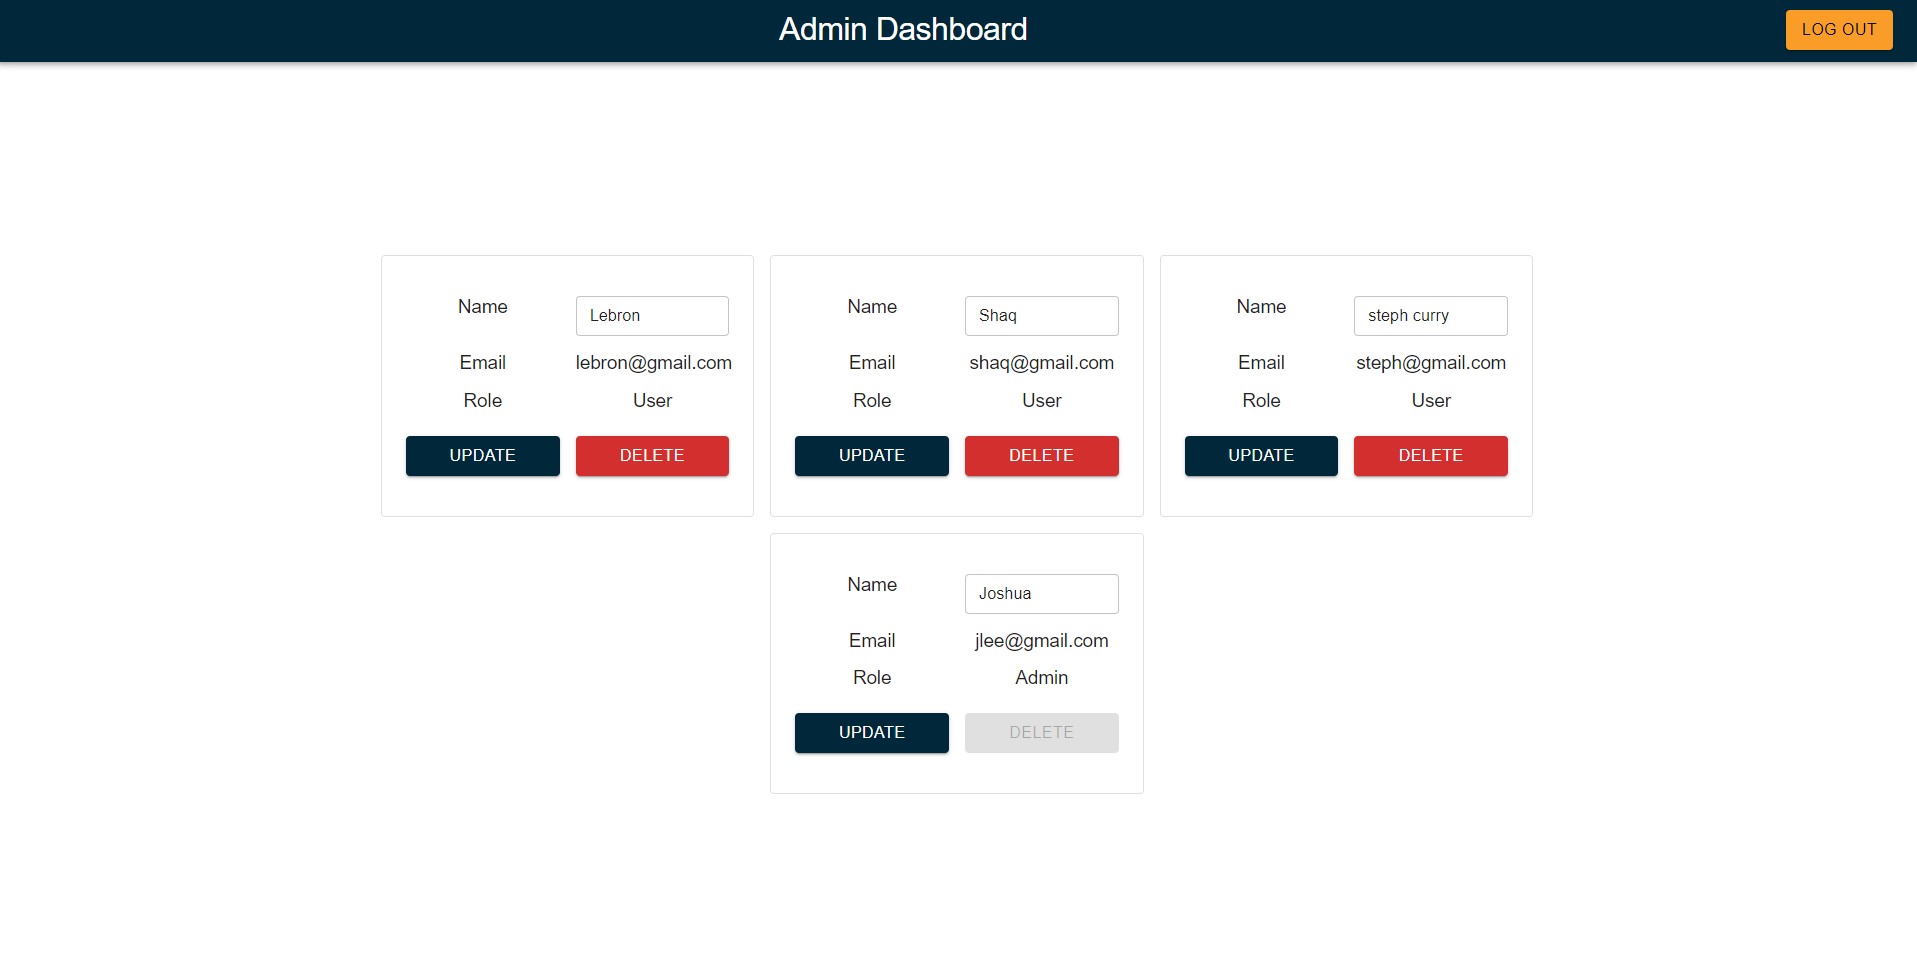 Admin Dashboard
LOG OUT
Name Lebron
Email lebron@gmail.com
Role User
UPDATE DELETE
Name Shaq
Email shaq@gmail.com
Role User
UPDATE DELETE
Name steph curry
Email steph@gmail.com
Role User
UPDATE DELETE
Name Joshua
Email jlee@gmail.com
Role Admin
UPDATE DELETE